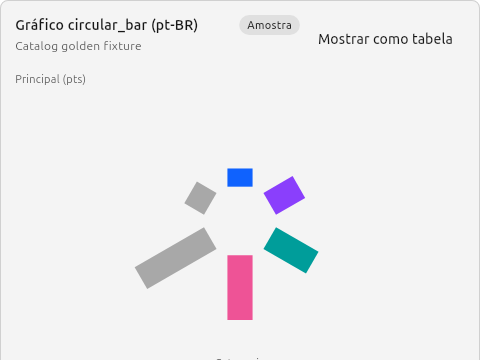 Gráfico circular_bar (pt-BR)
Amostra
Mostrar como tabela
Catalog golden fixture
Principal (pts)